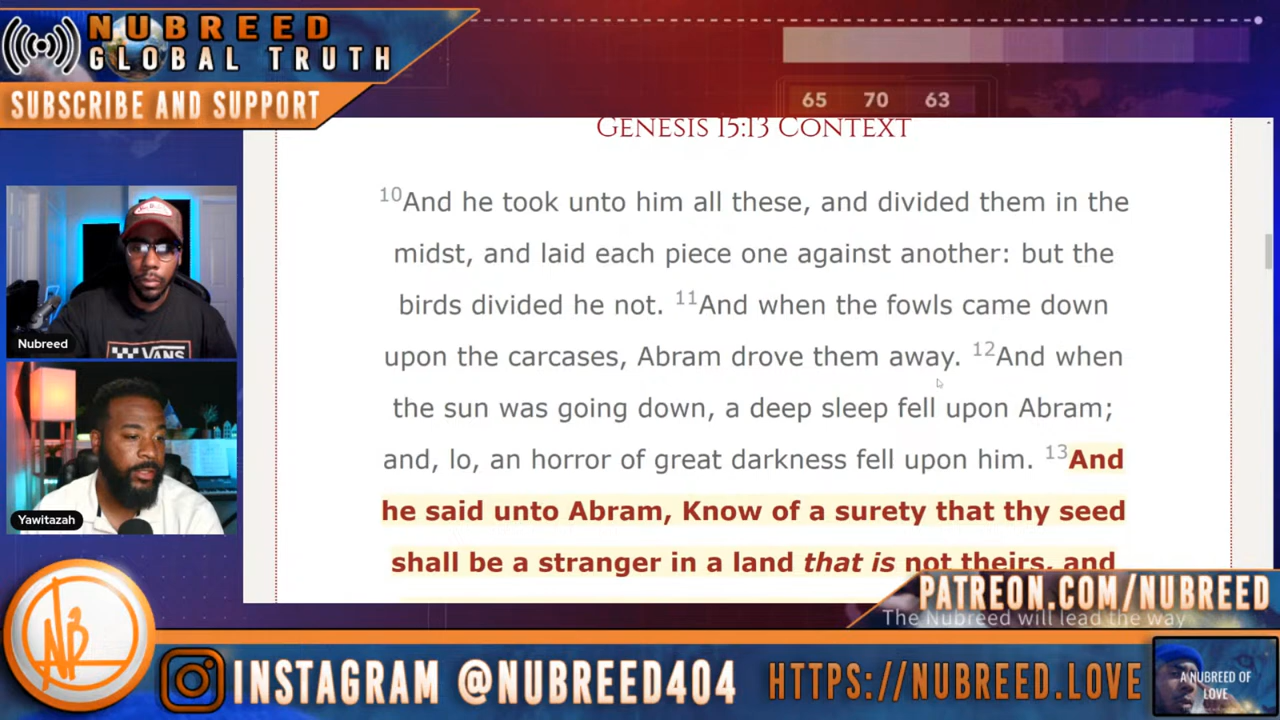 NUBREED
GLOBAL TRUTH
SUBSCRIBE AND SUPPORT
65 70 63
GENESIS 15:13 CONTEXT
10And he took unto him all these, and divided them in the
midst, and laid each piece one against another: but the
birds divided he not. 11And when the fowls came down
upon the carcases, Abram drove them away. 12And when
the sun was going down, a deep sleep fell upon Abram;
and, lo, an horror of great darkness fell upon him. 13And
he said unto Abram, Know of a surety that thy seed
shall be a stranger in a land that is not theirs, and
Nubreed
VANS
Yawitazah
PATREON.COM/NUBREED
The Nubreed will lead the way
NB
INSTAGRAM @NUBREED404
HTTPS://NUBREED.LOVE
A NUBREED OF
LOVE